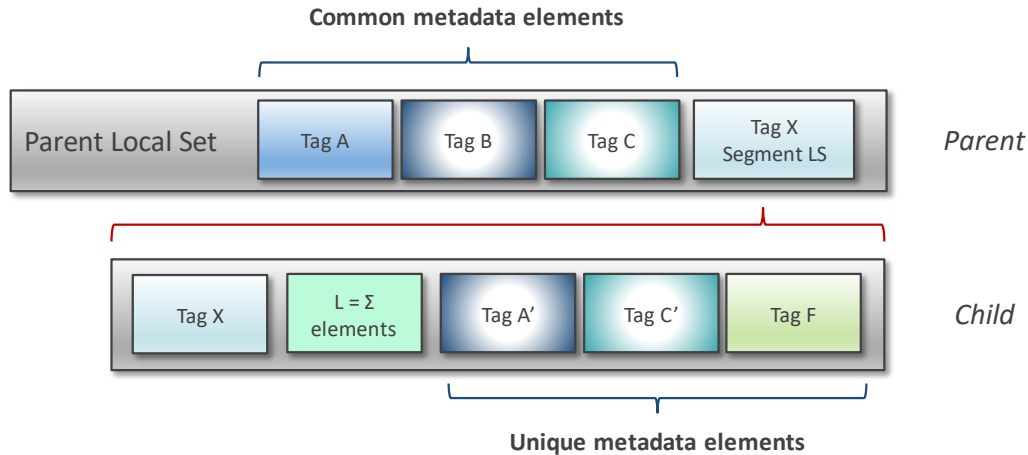 Common metadata elements
Parent Local Set
Tag A
Tag B
Tag C
Tag X
Segment LS
Parent
Tag X
L = Σ
elements
Tag A’
Tag C’
Tag F
Child
Unique metadata elements